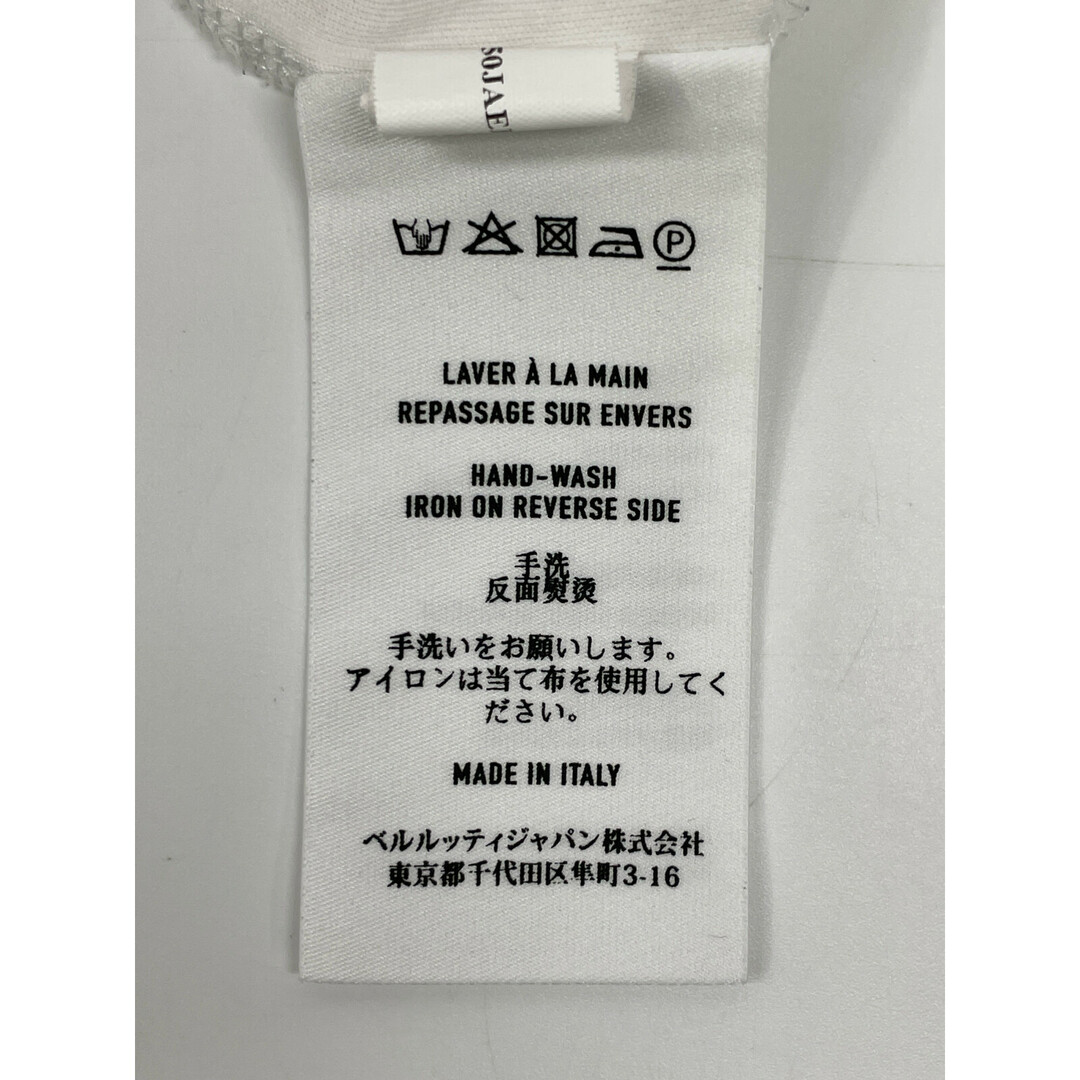 50JAE
P
LAVER À LA MAIN
REPASSAGE SUR ENVERS
HAND-WASH
IRON ON REVERSE SIDE
手洗
反面熨烫
手洗いをお願いします。
アイロンは当て布を使用してく
ださい。
MADE IN ITALY
ベルルッティジャパン株式会社
東京都千代田区隼町3-16